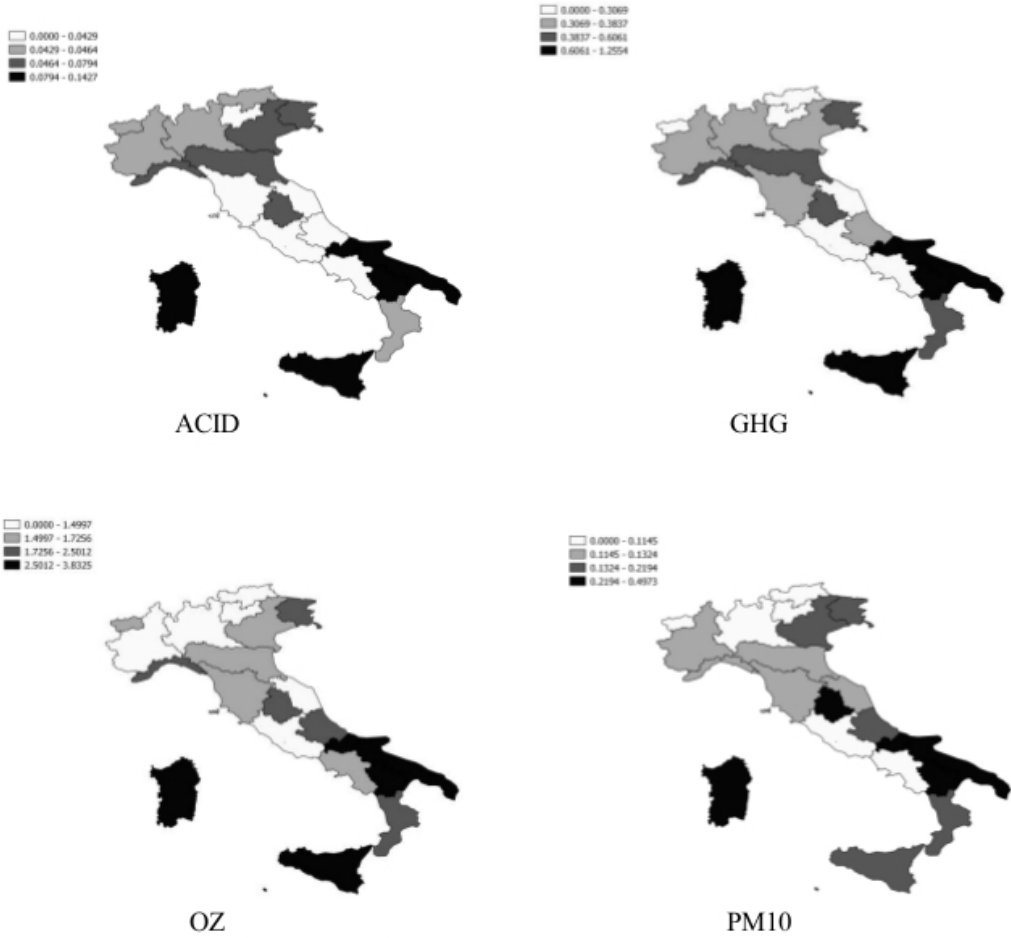 0.0000 - 0.0429
0.0429 - 0.0464
0.0464 - 0.0794
0.0794 - 0.1427
ACID
0.0000 - 0.3069
0.3069 - 0.3837
0.3837 - 0.6061
0.6061 - 1.2554
GHG
0.0000 - 1.4997
1.4997 - 1.7256
1.7256 - 2.5012
2.5012 - 3.8325
OZ
0.0000 - 0.1145
0.1145 - 0.1324
0.1324 - 0.2194
0.2194 - 0.4973
PM10